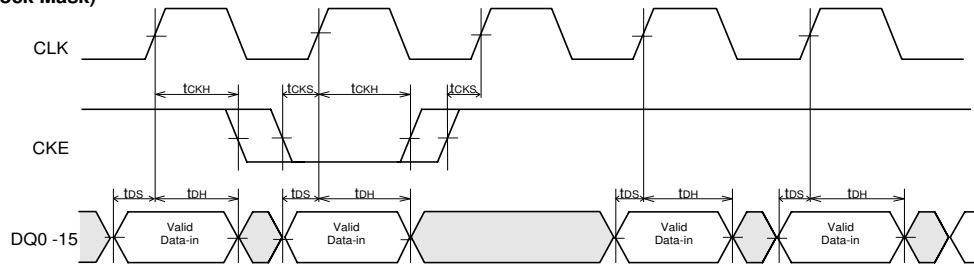 ock Mask)
CLK
tCKH tCKS tCKH tCKS
CKE
tDS tDH tDS tDH tDS tDH tDS tDH
DQ0 -15
Valid Data-in Valid Data-in Valid Data-in Valid Data-in